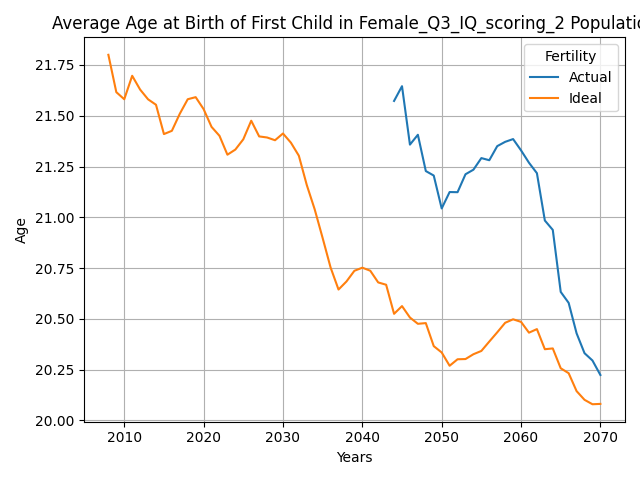 Average Age at Birth of First Child in Female_Q3_IQ_scoring_2 Populatio
Fertility
Actual
Ideal
21.75
21.50
21.25
21.00
20.75
20.50
20.25
20.00
Age
2010 2020 2030 2040 2050 2060 2070
Years